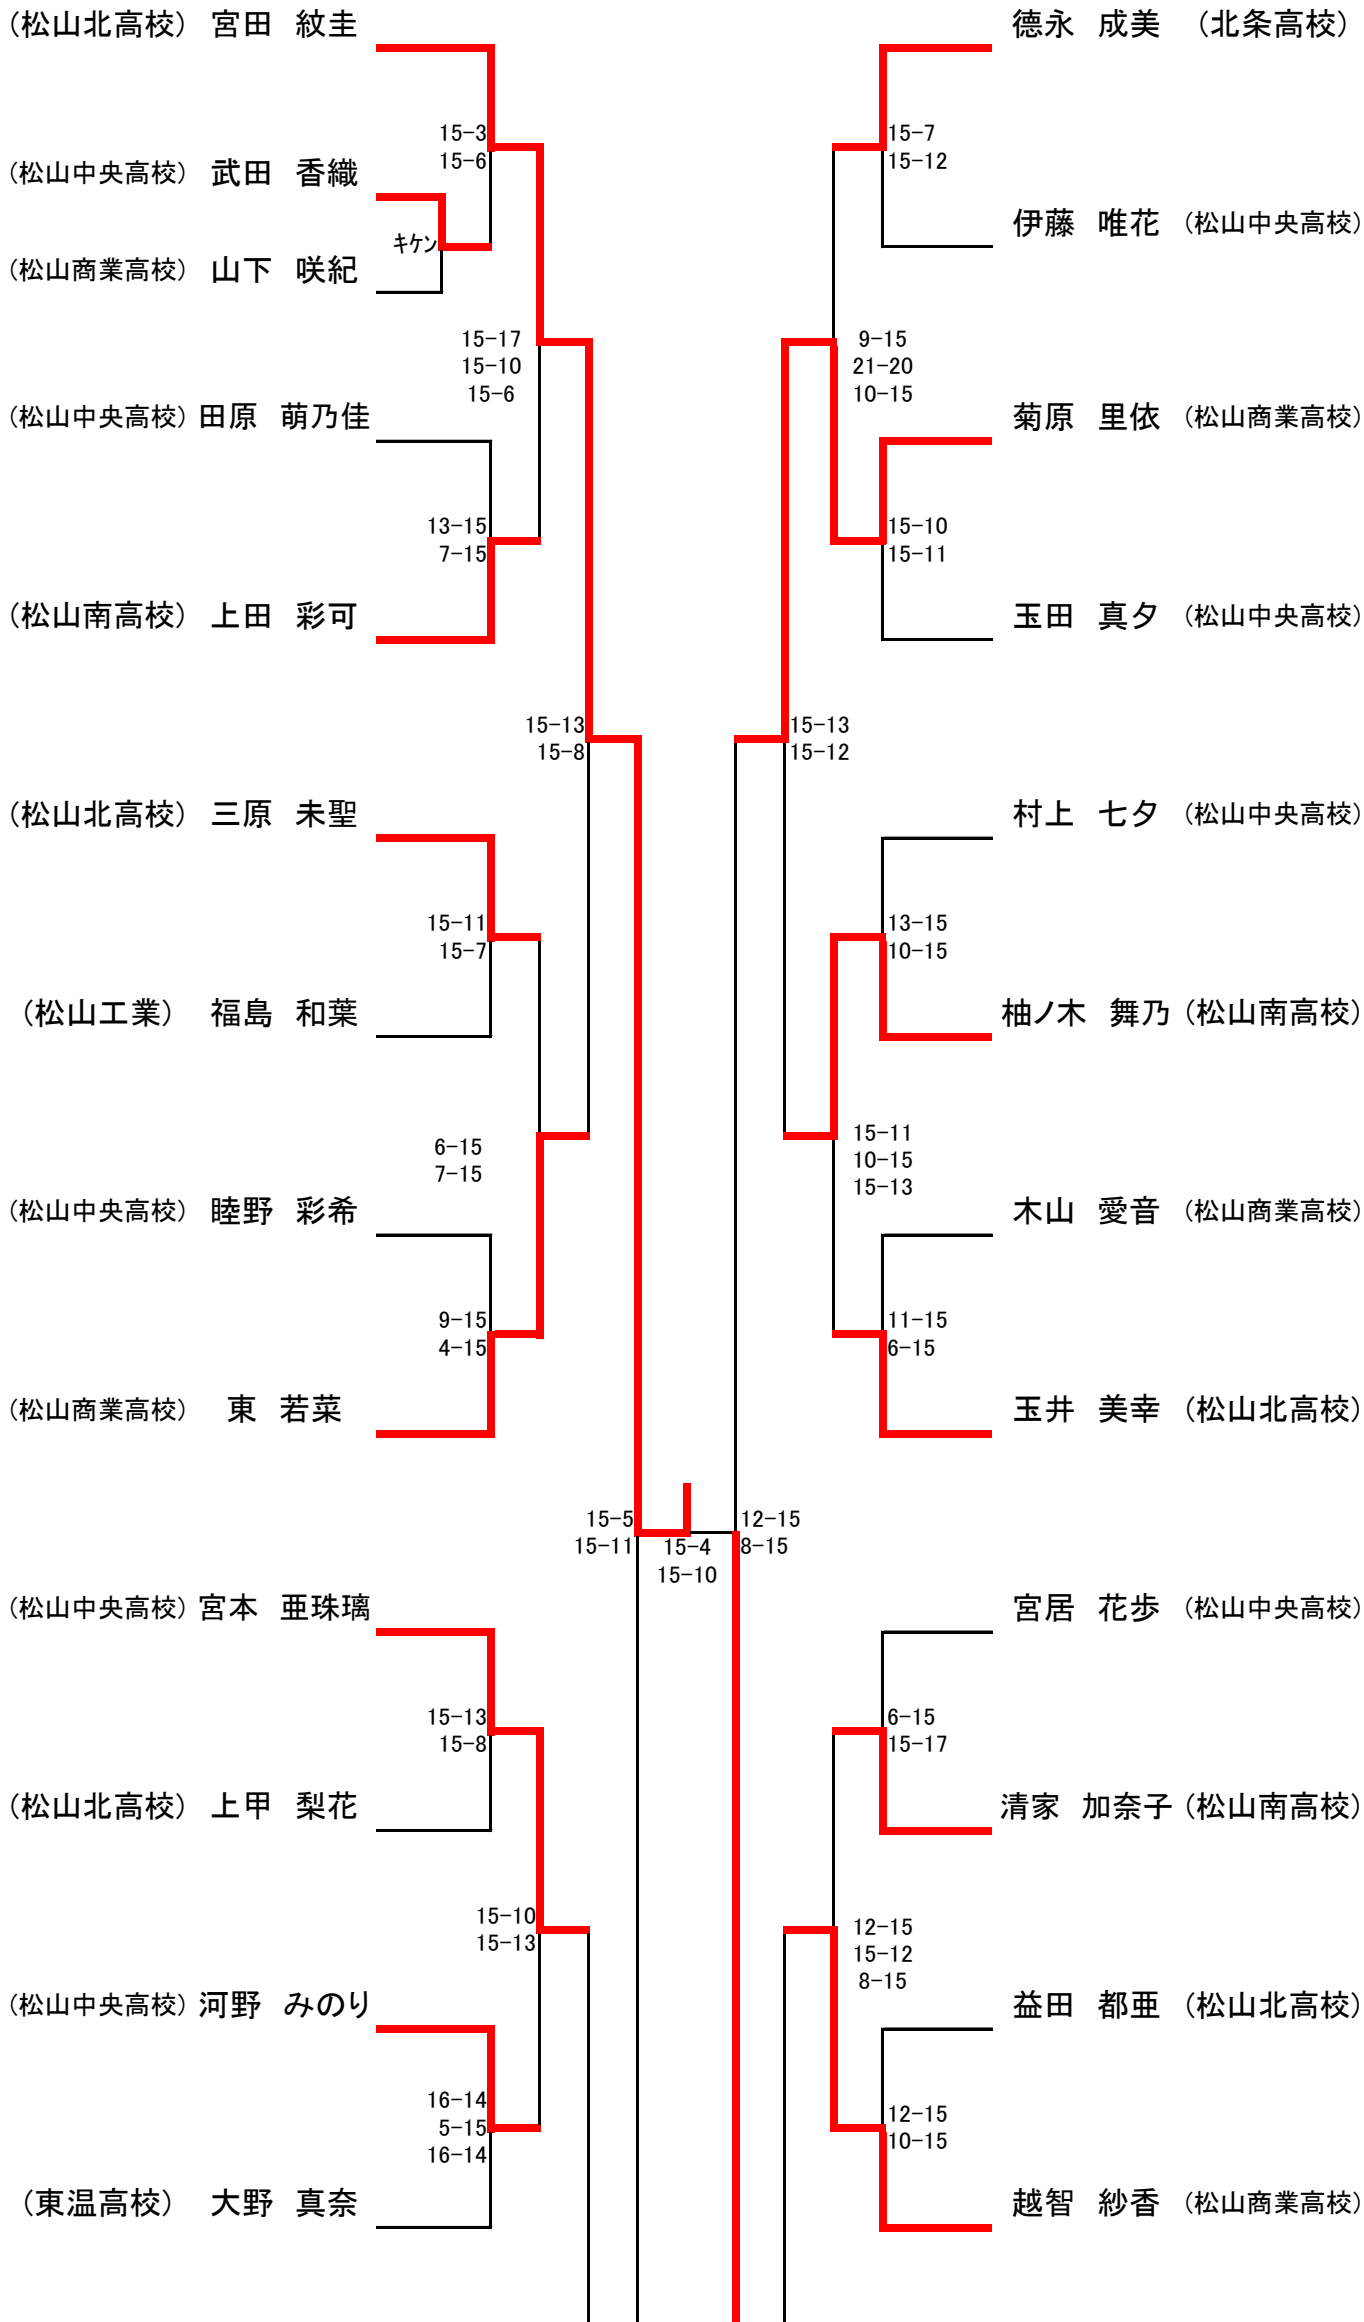 (松山北高校) 宮田 紋圭
德永 成美 (北条高校)
15-3
15-6
15-7
15-12
(松山中央高校) 武田 香織
伊藤 唯花 (松山中央高校)
キケン
(松山商業高校) 山下 咲紀
15-17
15-10
15-6
9-15
21-20
10-15
(松山中央高校) 田原 萌乃佳
菊原 里依 (松山商業高校)
13-15
7-15
15-10
15-11
(松山南高校) 上田 彩可
玉田 真夕 (松山中央高校)
15-13
15-8
15-13
15-12
(松山北高校) 三原 未聖
村上 七夕 (松山中央高校)
15-11
15-7
13-15
10-15
(松山工業) 福島 和葉
柚ノ木 舞乃 (松山南高校)
6-15
7-15
15-11
10-15
15-13
(松山中央高校) 睦野 彩希
木山 愛音 (松山商業高校)
9-15
4-15
11-15
6-15
(松山商業高校) 東 若菜
玉井 美幸 (松山北高校)
15-5
15-11
15-4
15-10
12-15
8-15
(松山中央高校) 宮本 亜珠璃
宮居 花歩 (松山中央高校)
15-13
15-8
6-15
15-17
(松山北高校) 上甲 梨花
清家 加奈子 (松山南高校)
15-10
15-13
12-15
15-12
8-15
(松山中央高校) 河野 みのり
益田 都亜 (松山北高校)
16-14
5-15
16-14
12-15
10-15
(東温高校) 大野 真奈
越智 紗香 (松山商業高校)